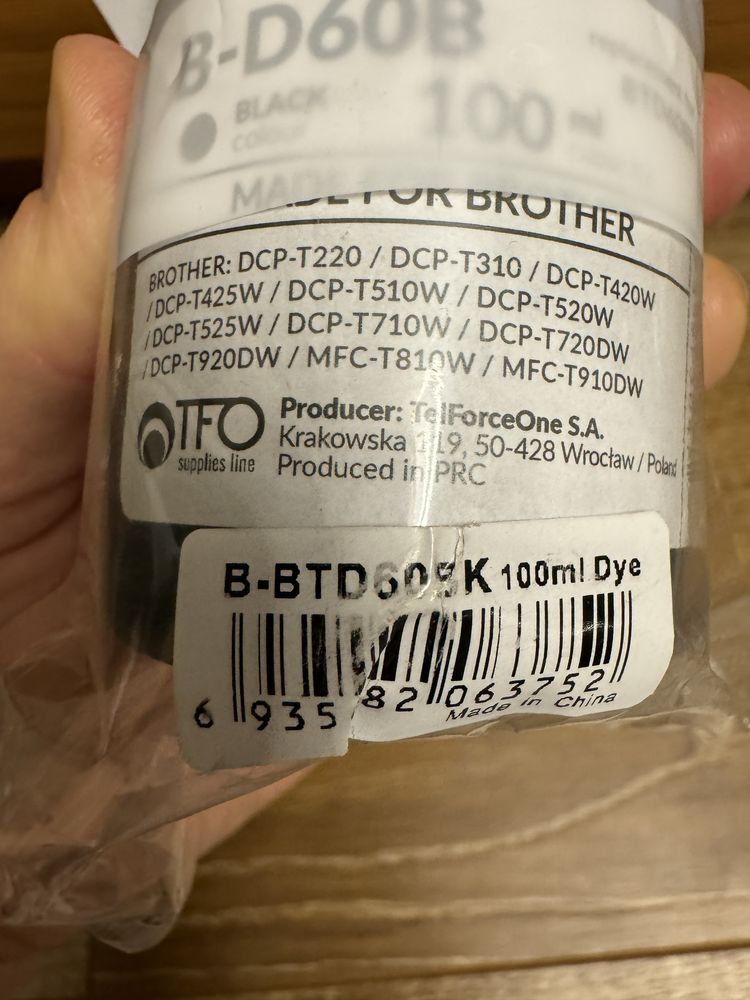 B-D60B
BLACK
colour
100 ml
MADE FOR BROTHER
BROTHER: DCP-T220 / DCP-T310 / DCP-T420W
/ DCP-T425W / DCP-T510W / DCP-T520W
/ DCP-T525W / DCP-T710W / DCP-T720DW
/ DCP-T920DW / MFC-T810W / MFC-T910DW
TFO
supplies line
Producer: TelForceOne S.A.
Krakowska 119, 50-428 Wrocław / Poland
Produced in PRC
B-BTD60BK 100ml Dye
6 935182 063752
Made in China